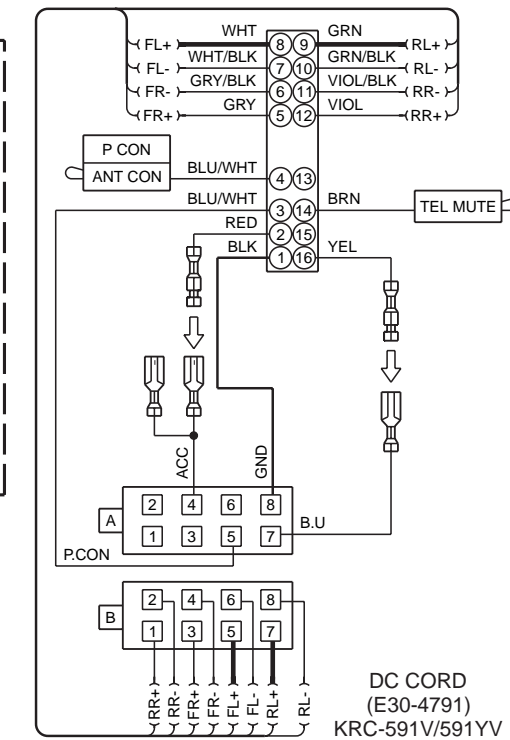 WHT 8 9 GRN
FL+ RL+
WHT/BLK 7 10 GRN/BLK
FL- RL-
GRY/BLK 6 11 VIOL/BLK
FR- RR-
GRY 5 12 VIOL
FR+ RR+
P CON
ANT CON
BLU/WHT 4 13
BLU/WHT 3 14 BRN
TEL MUTE
RED 2 15
BLK 1 16 YEL
ACC
GND
A
2 4 6 8
1 3 5 7
B.U
P.CON
B
2 4 6 8
1 3 5 7
RR+
RR-
FR+
FR-
FL+
FL-
RL+
RL-
DC CORD
(E30-4791)
KRC-591V/591YV